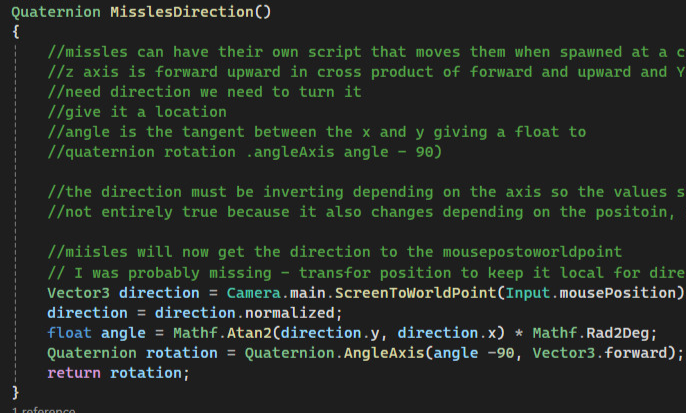 Quaternion MisslesDirection()
{
//missles can have their own script that moves them when spawned at a c
//z axis is forward upward in cross product of forward and upward and Y
//need direction we need to turn it
//give it a location
//angle is the tangent between the x and y giving a float to
//quaternion rotation .angleAxis angle - 90)
//the direction must be inverting depending on the axis so the values s
//not entirely true because it also changes depending on the positoin,
//miisles will now get the direction to the mousepostoworldpoint
// I was probably missing - transfor position to keep it local for dire
Vector3 direction = Camera.main.ScreenToWorldPoint(Input.mousePosition)
direction = direction.normalized;
float angle = Mathf.Atan2(direction.y, direction.x) * Mathf.Rad2Deg;
Quaternion rotation = Quaternion.AngleAxis(angle -90, Vector3.forward);
return rotation;
}
1 reference